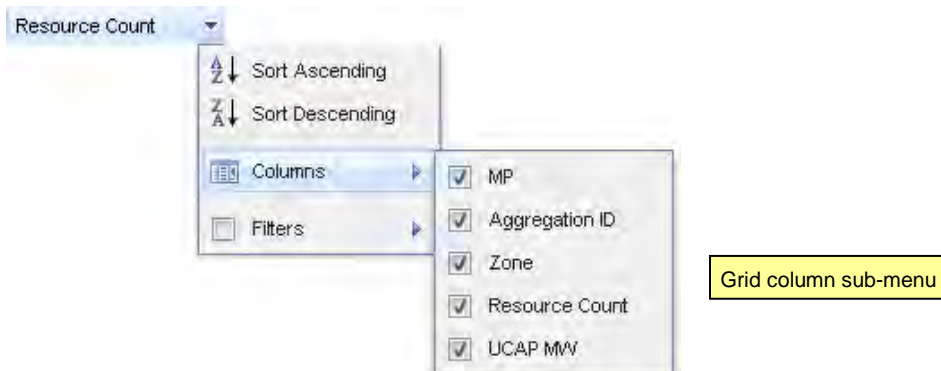 Resource Count
Sort Ascending
Sort Descending
Columns
Filters
MP
Aggregation ID
Zone
Resource Count
UCAP MW
Grid column sub-menu